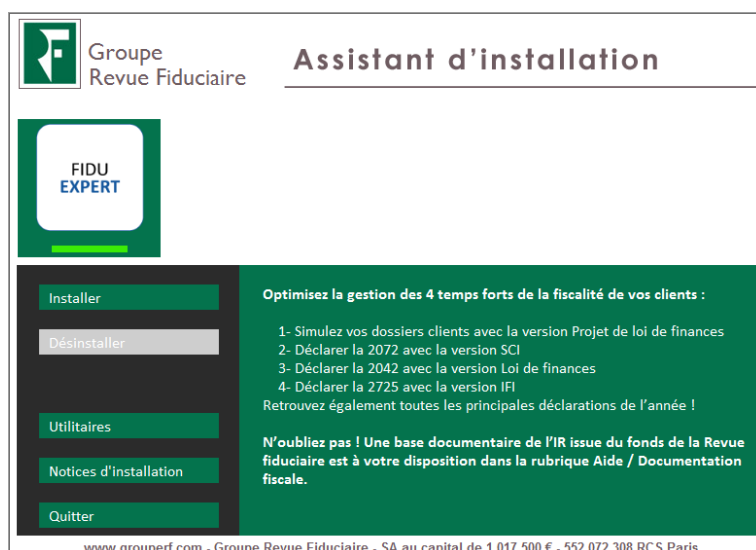 Groupe
Revue Fiduciaire
Assistant d'installation
FIDU
EXPERT
Installer
Désinstaller
Utilitaires
Notices d'installation
Quitter
Optimisez la gestion des 4 temps forts de la fiscalité de vos clients :
1- Simulez vos dossiers clients avec la version Projet de loi de finances
2- Déclarer la 2072 avec la version SCI
3- Déclarer la 2042 avec la version Loi de finances
4- Déclarer la 2725 avec la version IFI
Retrouvez également toutes les principales déclarations de l'année !
N'oubliez pas ! Une base documentaire de l'IR issue du fonds de la Revue
fiduciaire est à votre disposition dans la rubrique Aide / Documentation
fiscale.
www.grouperf.com - Groupe Revue Fiduciaire - SA au capital de 1 017 500 € - 552 072 308 RCS Paris